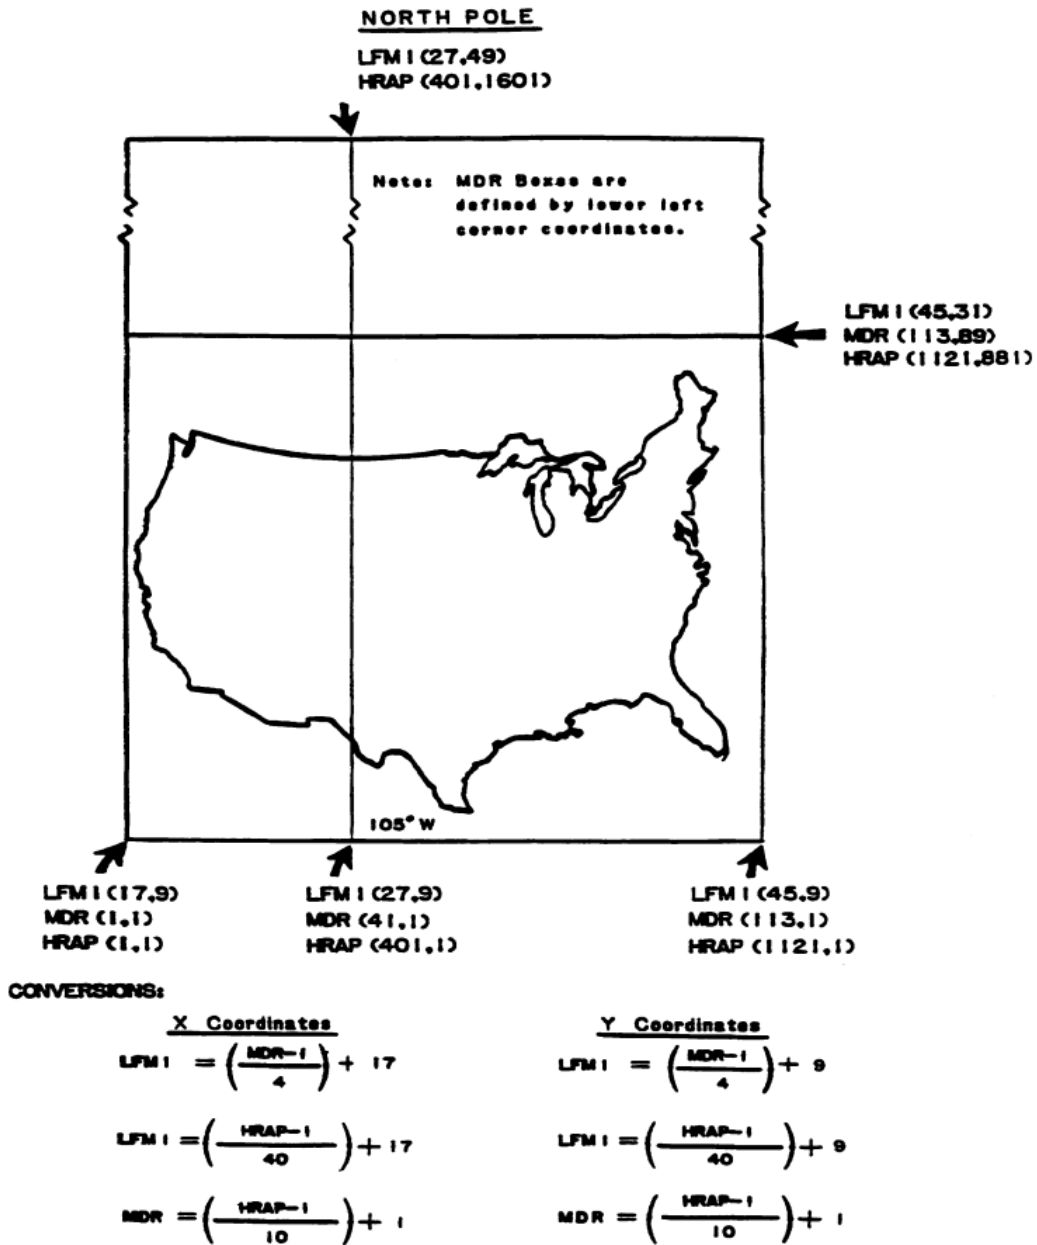 NORTH POLE
LFM I (27,49)
HRAP (401,1601)
Note: MDR Boxes are
defined by lower left
corner coordinates.
LFM I (45,31)
MDR (113,89)
HRAP (1121,881)
105° W
LFM I (17,9)
MDR (1,1)
HRAP (1,1)
LFM I (27,9)
MDR (41,1)
HRAP (401,1)
LFM I (45,9)
MDR (113,1)
HRAP (1121,1)
CONVERSIONS:
X Coordinates
LFM I = (MDR-1 / 4) + 17
LFM I = (HRAP-1 / 40) + 17
MDR = (HRAP-1 / 10) + 1
Y Coordinates
LFM I = (MDR-1 / 4) + 9
LFM I = (HRAP-1 / 40) + 9
MDR = (HRAP-1 / 10) + 1